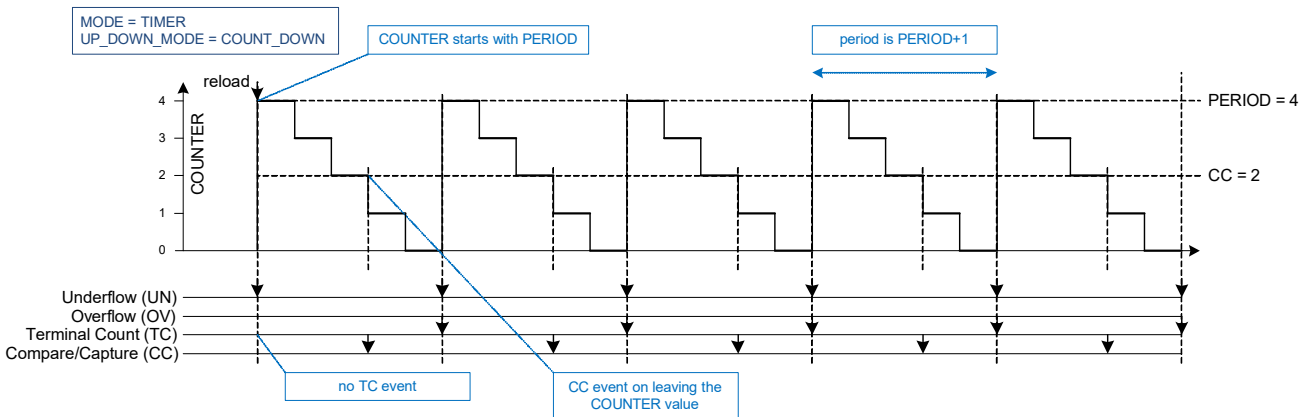 MODE = TIMER
UP_DOWN_MODE = COUNT_DOWN
COUNTER starts with PERIOD
period is PERIOD+1
reload
4
3
2
1
0
COUNTER
PERIOD = 4
CC = 2
Underflow (UN)
Overflow (OV)
Terminal Count (TC)
Compare/Capture (CC)
no TC event
CC event on leaving the
COUNTER value